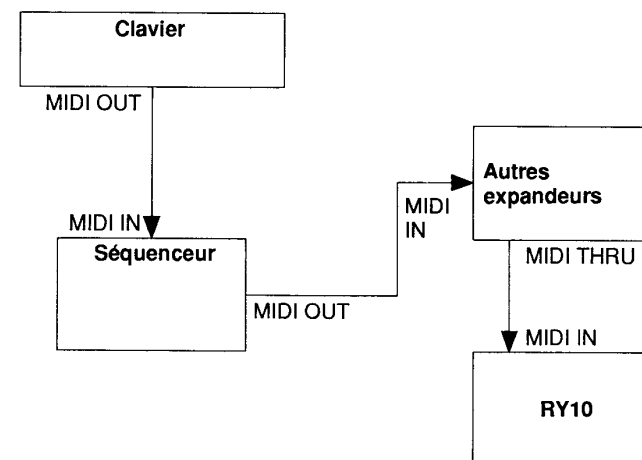 Clavier
MIDI OUT
MIDI IN
Séquenceur
MIDI OUT
MIDI
IN
Autres
expandeurs
MIDI THRU
MIDI IN
RY10